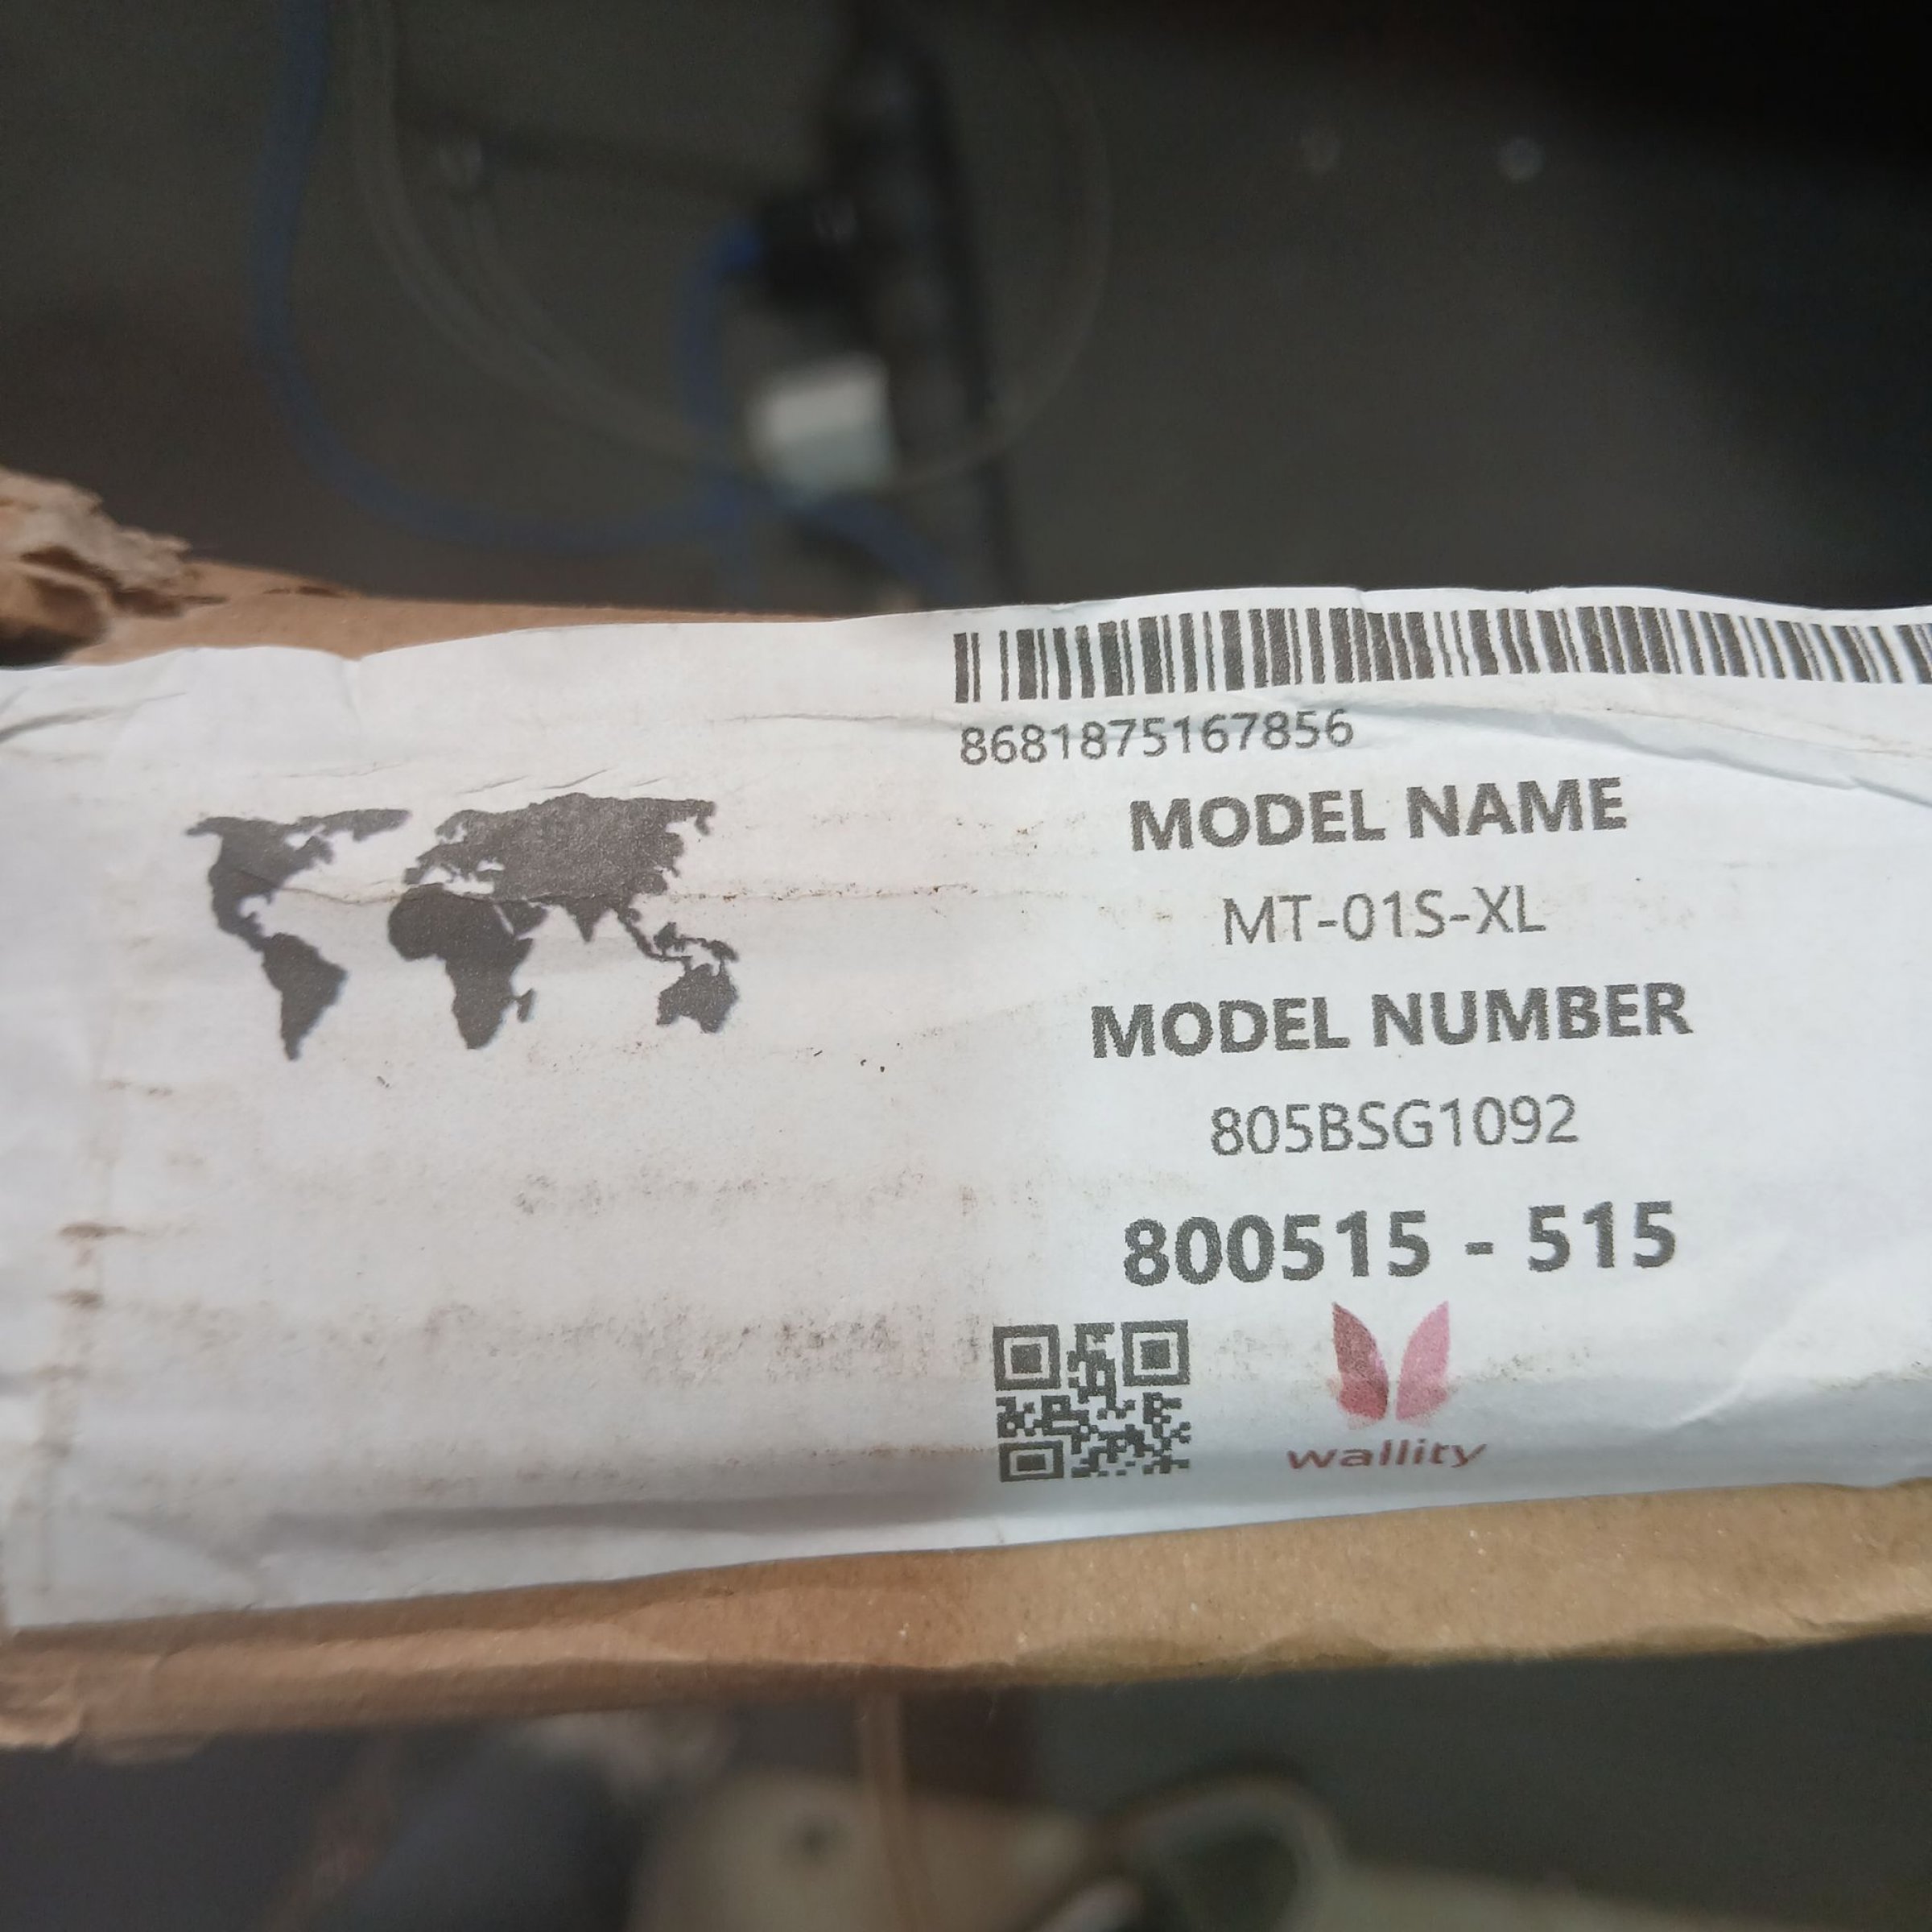 8681875167856
MODEL NAME
MT-01S-XL
MODEL NUMBER
805BSG1092
800515 - 515
wallity